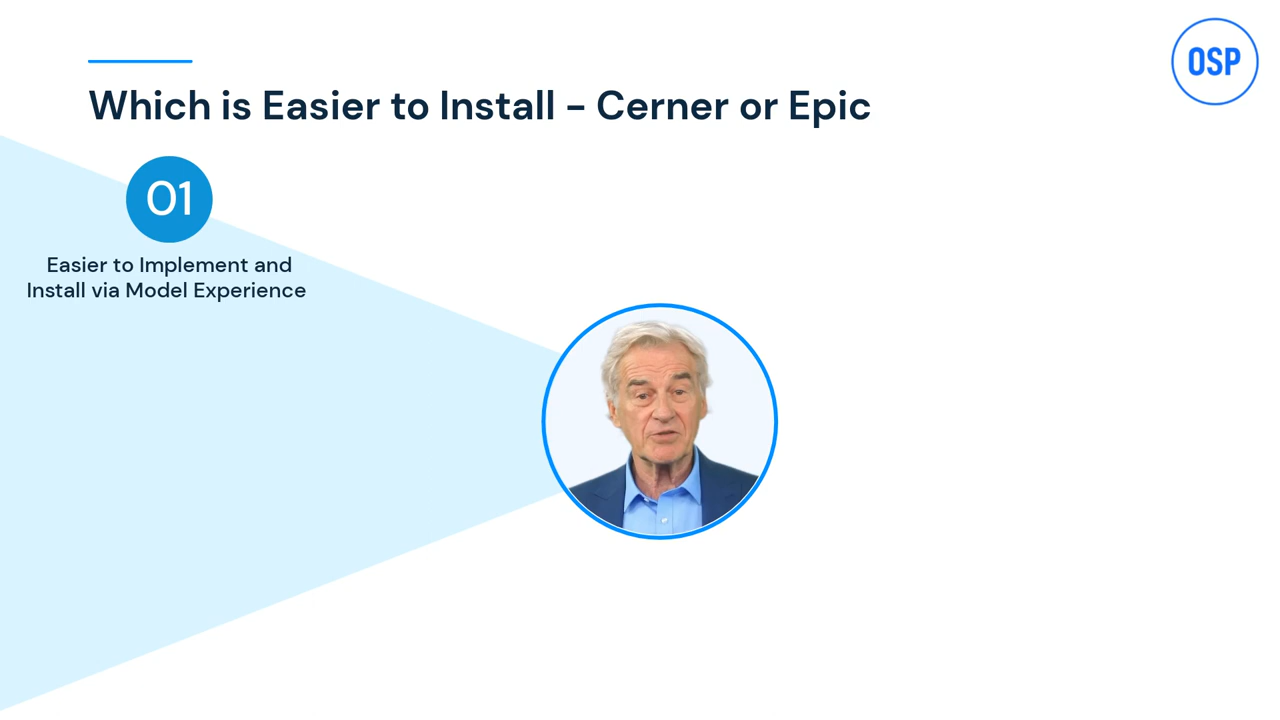 OSP
Which is Easier to Install - Cerner or Epic
01
Easier to Implement and
Install via Model Experience